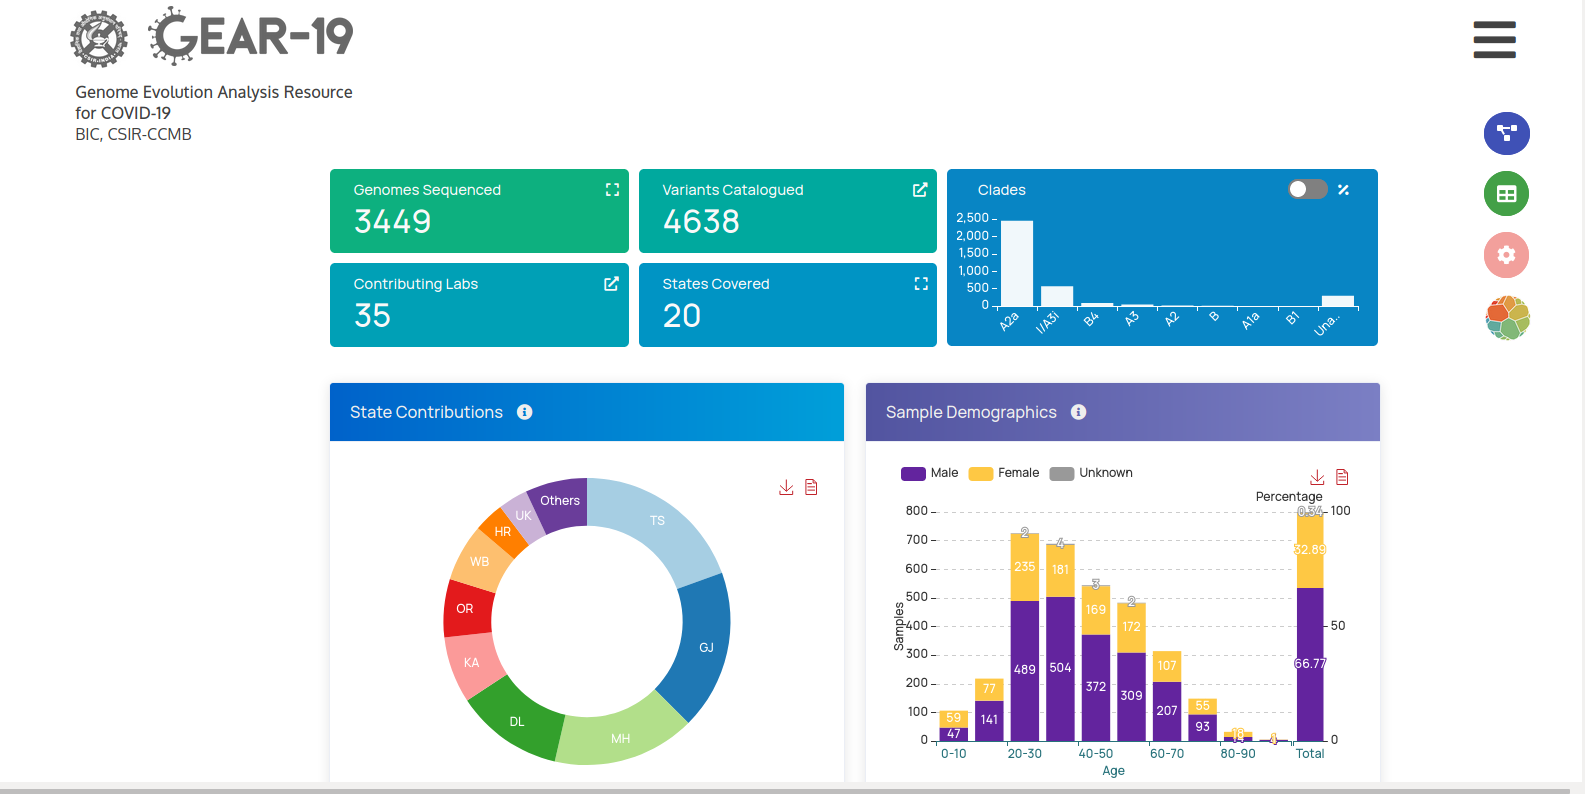 GEAR-19
Genome Evolution Analysis Resource
for COVID-19
BIC, CSIR-CCMB
Genomes Sequenced
3449
Variants Catalogued
4638
Contributing Labs
35
States Covered
20
Clades
2,500
2,000
1,500
1,000
500
0
A2a
I/A3i
B4
A3
A2
B
A1a
B1
Una..
State Contributions
Others
TS
UK
HR
WB
OR
GJ
KA
DL
MH
Sample Demographics
Male Female Unknown
Percentage
800
700
600
500
400
300
200
100
0
Samples
100
50
0
59
47
77
141
2
235
489
4
181
504
3
169
372
2
172
309
107
207
55
93
0.34
32.89
66.77
0-10 20-30 40-50 60-70 80-90 Total
Age